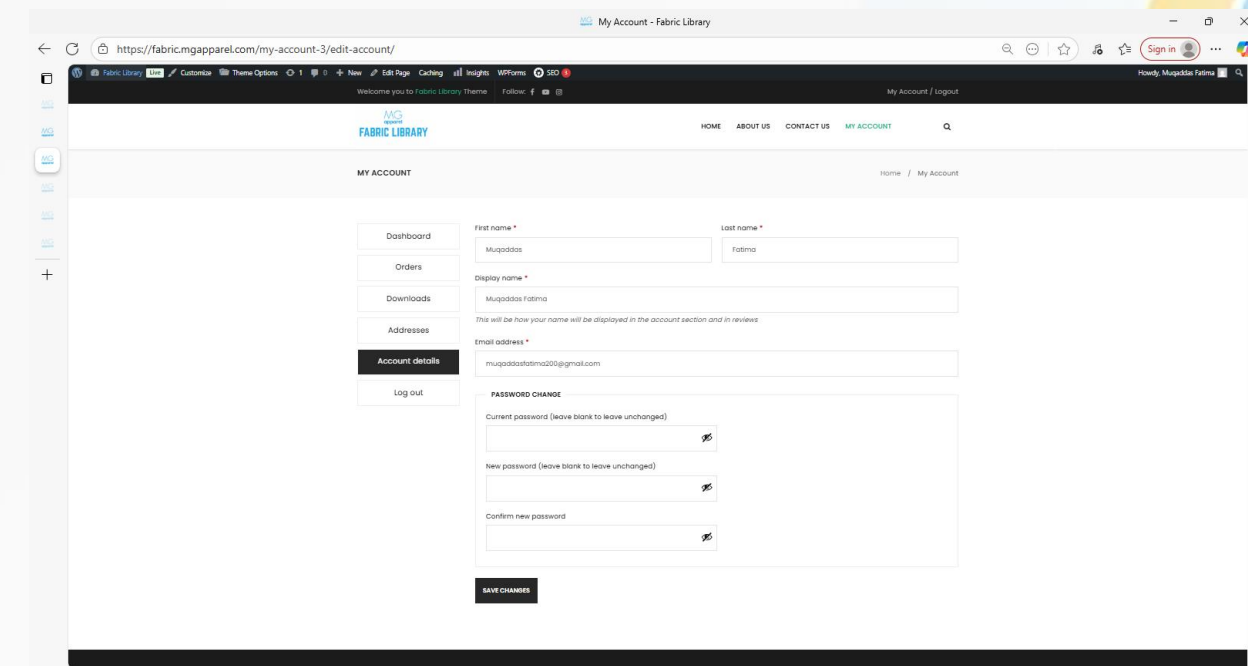 My Account - Fabric Library
https://fabric.mgapparel.com/my-account-3/edit-account/
Sign in
Fabric Library Live Customize Theme Options 1 0 + New Edit Page Caching Insights WPForms SEO Howdy, Muqaddas Fatima
Welcome you to Fabric Library Theme Follow: My Account / Logout
MG
apparel
FABRIC LIBRARY
HOME ABOUT US CONTACT US MY ACCOUNT
MY ACCOUNT Home / My Account
Dashboard
Orders
Downloads
Addresses
Account details
Log out
First name * Last name *
Muqaddas Fatima
Display name *
Muqaddas Fatima
This will be how your name will be displayed in the account section and in reviews
Email address *
muqaddasfatima200@gmail.com
PASSWORD CHANGE
Current password (leave blank to leave unchanged)
New password (leave blank to leave unchanged)
Confirm new password
SAVE CHANGES